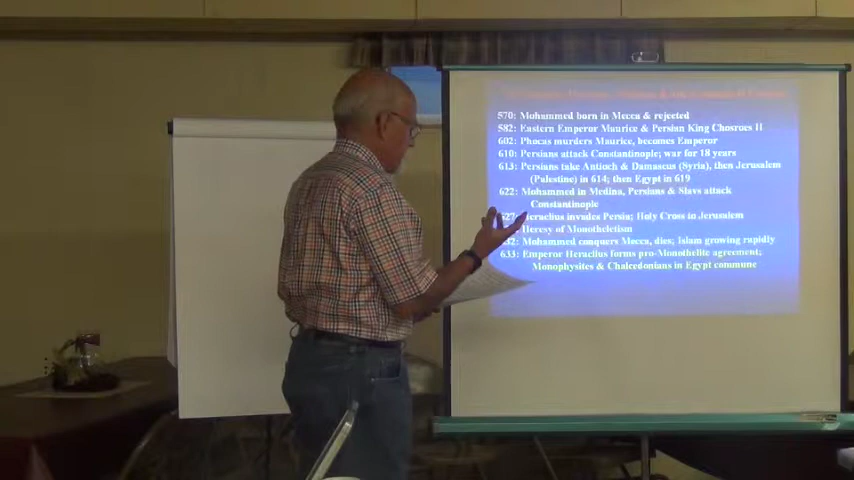 570: Mohammed born in Mecca & rejected
582: Eastern Emperor Maurice & Persian King Chosrues II
602: Phocas murders Maurice, becomes Emperor
610: Persians attack Constantinople; war for 18 years
613: Persians take Antioch & Damascus (Syria), then Jerusalem
(Palestine) in 614; then Egypt in 619
622: Mohammed in Medina, Persians & Slavs attack
Constantinople
627: Heraclius invades Persia; Holy Cross in Jerusalem
Heresy of Monotheletism
Mohammed conquers Mecca, dies; Islam growing rapidly
633: Emperor Heraclius forms pro-Monothelite agreement;
Monophysites & Chalcedonians in Egypt commune